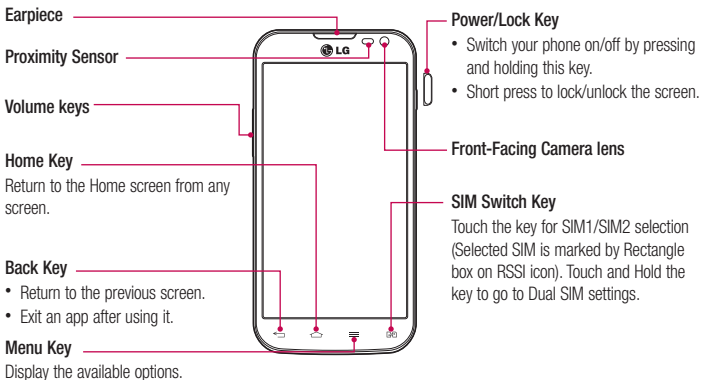 Earpiece
Proximity Sensor
Volume keys
Home Key
Return to the Home screen from any
screen.
Back Key
• Return to the previous screen.
• Exit an app after using it.
Menu Key
Display the available options.
LG
Power/Lock Key
• Switch your phone on/off by pressing
and holding this key.
• Short press to lock/unlock the screen.
Front-Facing Camera lens
SIM Switch Key
Touch the key for SIM1/SIM2 selection
(Selected SIM is marked by Rectangle
box on RSSI icon). Touch and Hold the
key to go to Dual SIM settings.